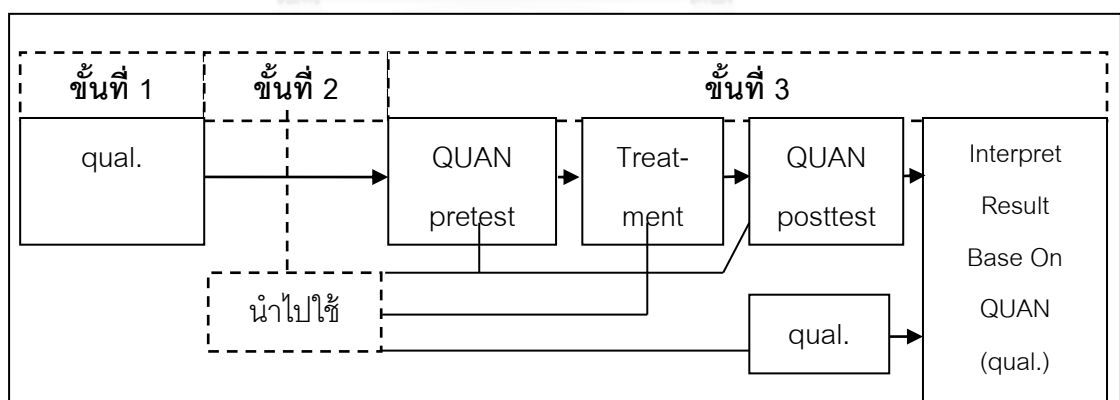 ขั้นที่ 1
ขั้นที่ 2
ขั้นที่ 3
qual.
QUAN
pretest
Treat-
ment
QUAN
posttest
Interpret
Result
Base On
QUAN
(qual.)
นำไปใช้
qual.